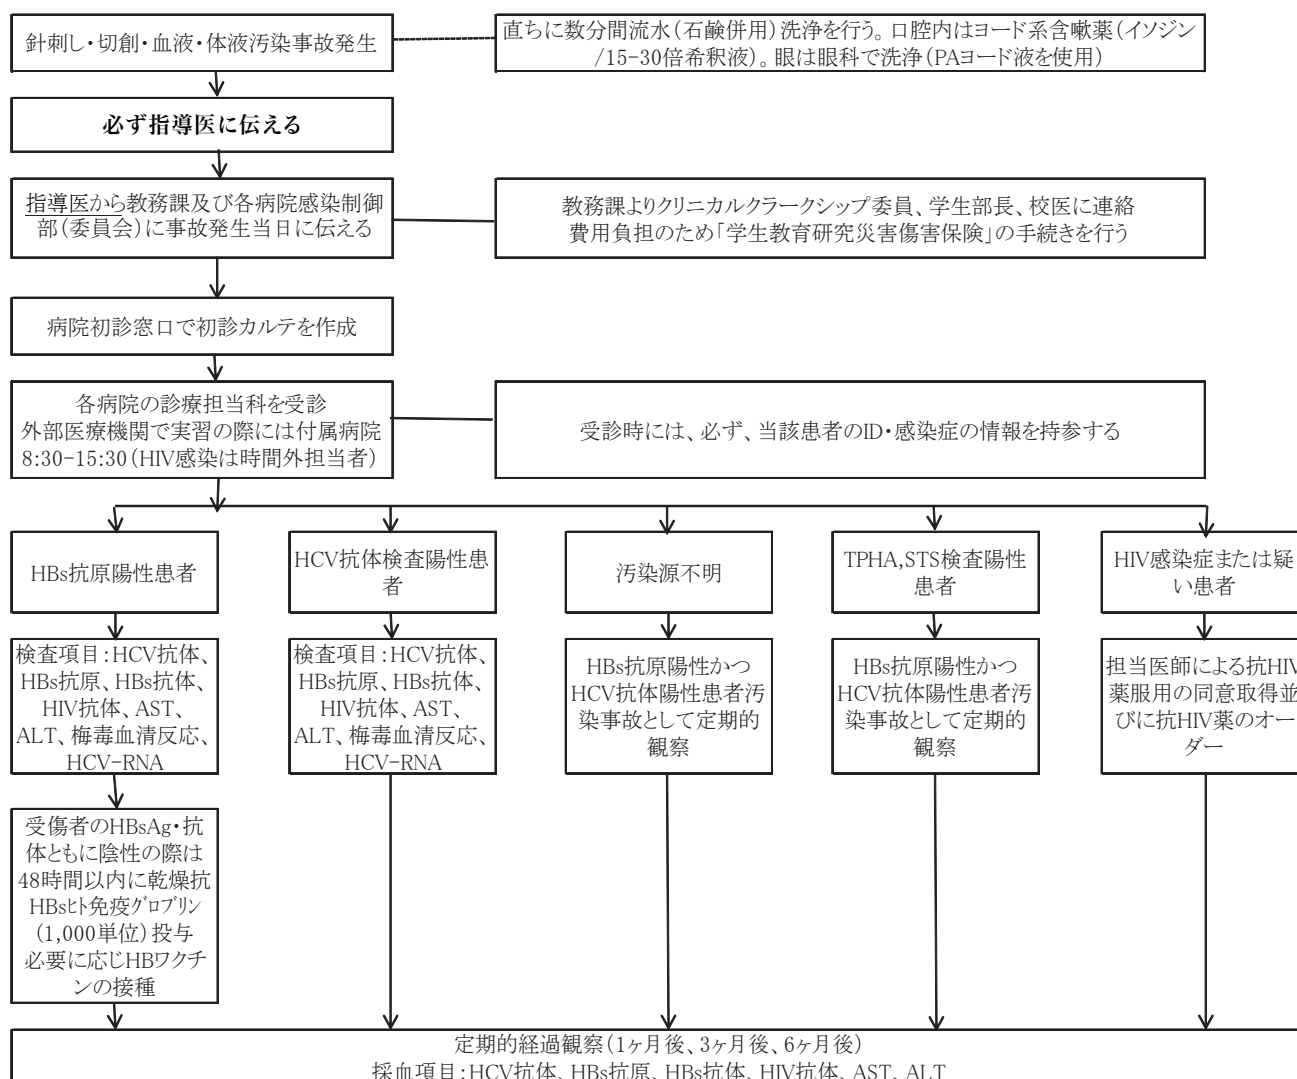 針刺し・切創・血液・体液汚染事故発生
直ちに数分間流水(石鹸併用)洗浄を行う。口腔内はヨード系含嗽薬(イソジン
/15-30倍希釈液)。眼は眼科で洗浄(PAヨード液を使用)
必ず指導医に伝える
指導医から教務課及び各病院感染制御
部(委員会)に事故発生当日に伝える
教務課よりクリニカルクラークシップ委員、学生部長、校医に連絡
費用負担のため「学生教育研究災害傷害保険」の手続きを行う
病院初診窓口で初診カルテを作成
各病院の診療担当科を受診
外部医療機関で実習の際には付属病院
8:30-15:30(HIV感染は時間外担当者)
受診時には、必ず、当該患者のID・感染症の情報を持参する
HBs抗原陽性患者
HCV抗体検査陽性患
者
汚染源不明
TPHA,STS検査陽性
患者
HIV感染症または疑
い患者
検査項目:HCV抗体、
HBs抗原、HBs抗体、
HIV抗体、AST、
ALT、梅毒血清反応、
HCV-RNA
検査項目:HCV抗体、
HBs抗原、HBs抗体、
HIV抗体、AST、
ALT、梅毒血清反応、
HCV-RNA
HBs抗原陽性かつ
HCV抗体陽性患者汚
染事故として定期的
観察
HBs抗原陽性かつ
HCV抗体陽性患者汚
染事故として定期的
観察
担当医師による抗HIV
薬服用の同意取得並
びに抗HIV薬のオー
ダー
受傷者のHBsAg・抗
体ともに陰性の際は
48時間以内に乾燥抗
HBsヒト免疫グロブリン
(1,000単位)投与
必要に応じHBワクチ
ンの接種
定期的経過観察(1ヶ月後、3ヶ月後、6ヶ月後)
採血項目:HCV抗体、HBs抗原、HBs抗体、HIV抗体、AST、ALT